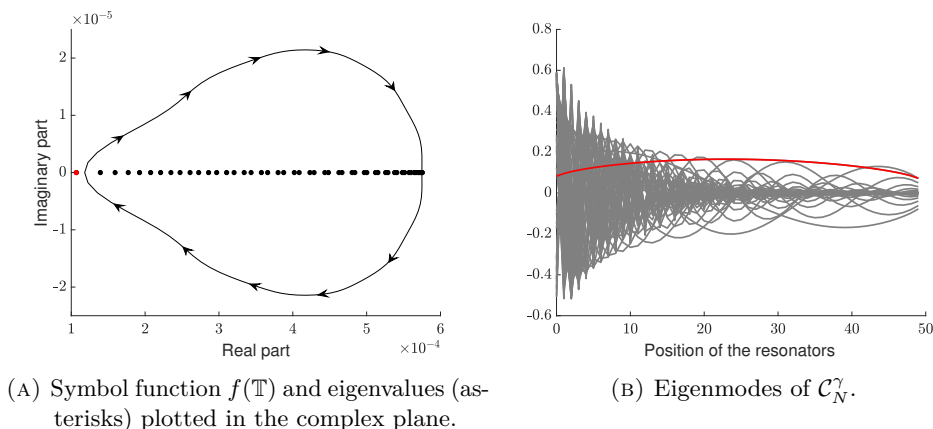 ×10⁻⁵
2
1
0
-1
-2
Imaginary part
1 2 3 4 5 6
Real part
×10⁻⁴
0.8
0.6
0.4
0.2
0
-0.2
-0.4
-0.6
0 10 20 30 40 50
Position of the resonators
(A) Symbol function f(𝕋) and eigenvalues (as-
terisks) plotted in the complex plane.
(B) Eigenmodes of 𝒞_N^γ.